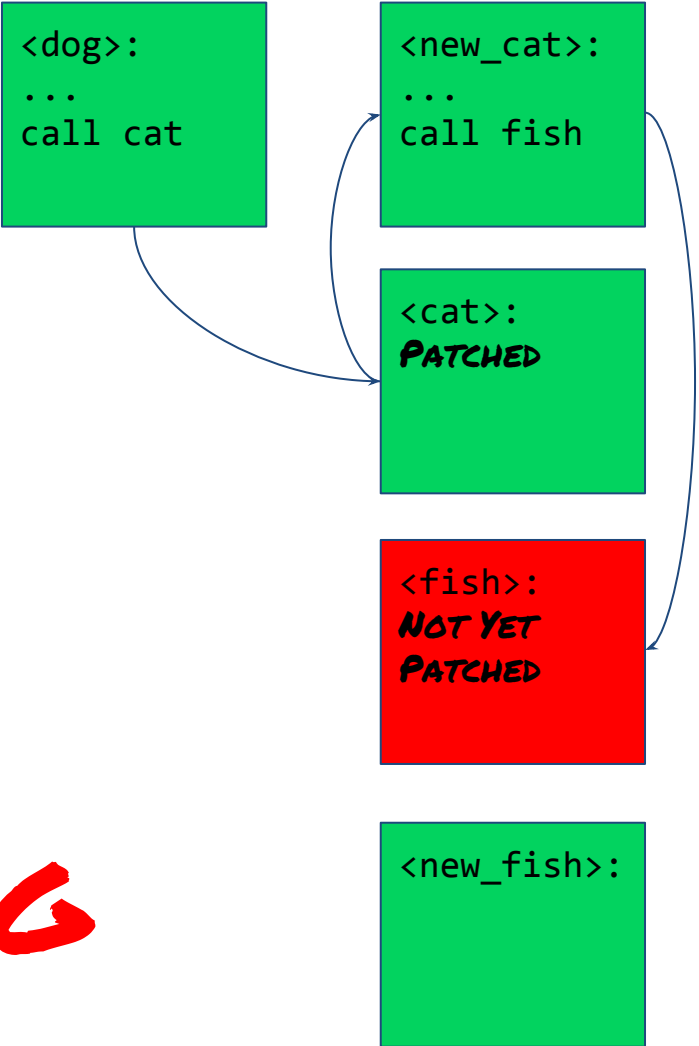 <dog>:
...
call cat
<new_cat>:
...
call fish
<cat>:
PATCHED
<fish>:
NOT YET
PATCHED
<new_fish>:
G